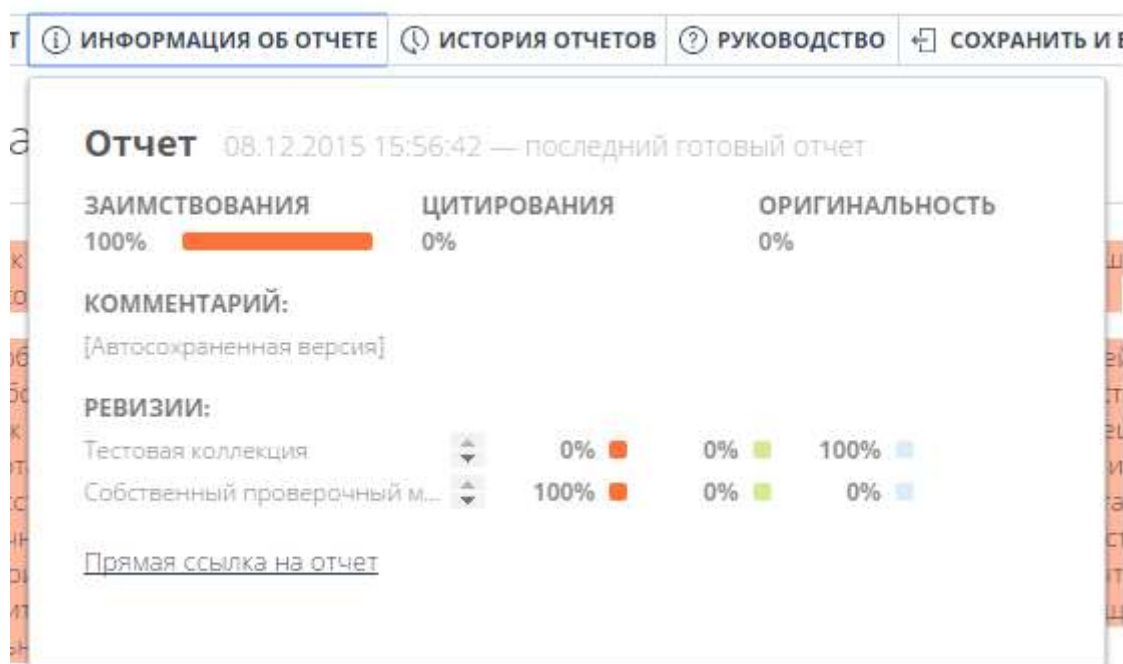 ИНФОРМАЦИЯ ОБ ОТЧЕТЕ ИСТОРИЯ ОТЧЕТОВ РУКОВОДСТВО СОХРАНИТЬ И
Отчет 08.12.2015 15:56:42 — последний готовый отчет
ЗАИМСТВОВАНИЯ ЦИТИРОВАНИЯ ОРИГИНАЛЬНОСТЬ
100% 0% 0%
КОММЕНТАРИЙ:
[Автосохраненная версия]
РЕВИЗИИ:
Тестовая коллекция 0% 0% 100%
Собственный проверочный м... 100% 0% 0%
Прямая ссылка на отчет